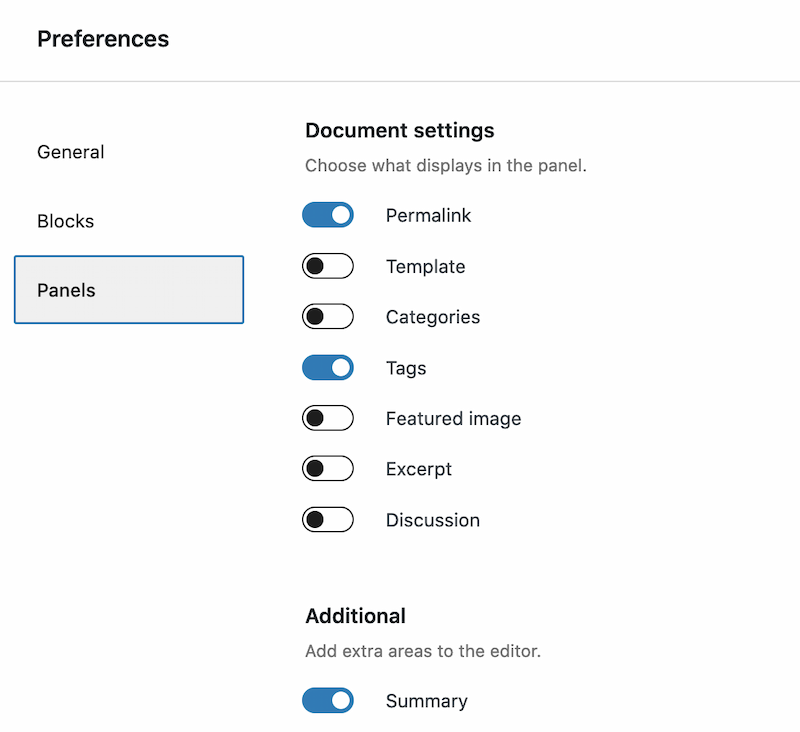 Preferences
General
Blocks
Panels
Document settings
Choose what displays in the panel.
Permalink
Template
Categories
Tags
Featured image
Excerpt
Discussion
Additional
Add extra areas to the editor.
Summary